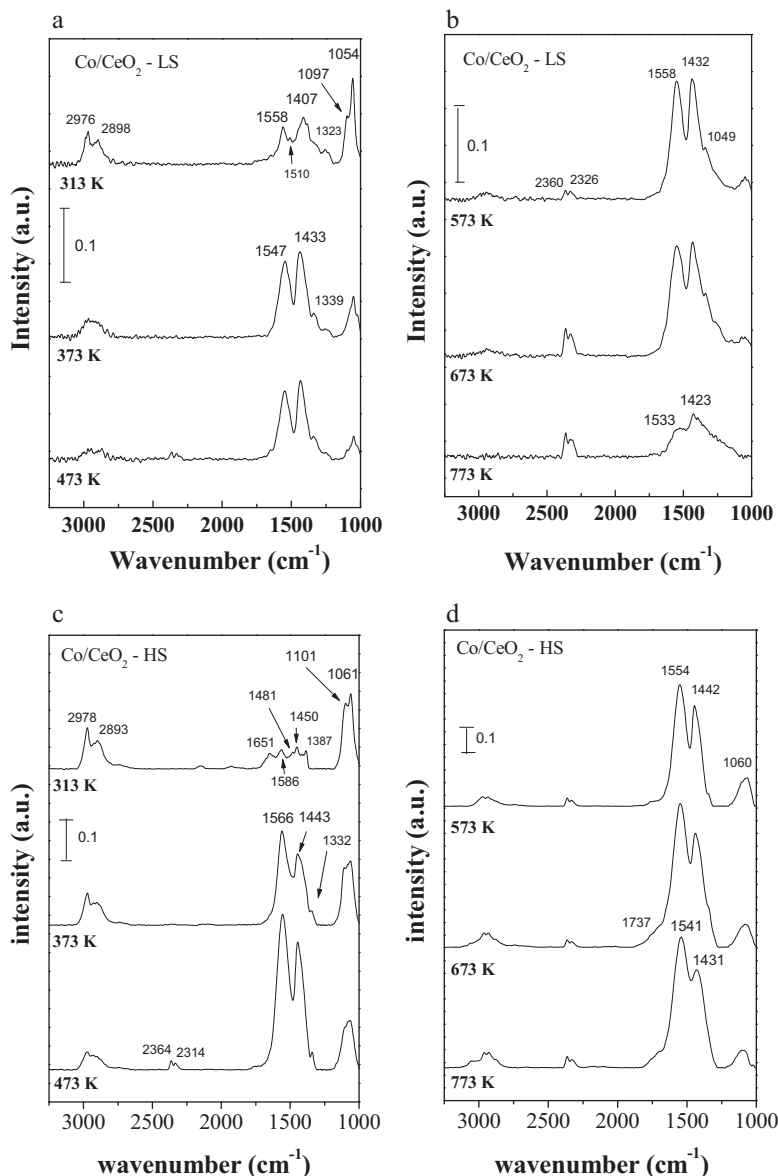 a
Co/CeO₂ - LS
1054
1097
1407
2976
2898
1558
1323
1510
313 K
0.1
1547
1433
1339
373 K
473 K
Intensity (a.u.)
3000 2500 2000 1500 1000
Wavenumber (cm⁻¹)
b
Co/CeO₂ - LS
1558
1432
0.1
1049
2360
2326
573 K
673 K
1423
1533
773 K
Intensity (a.u.)
3000 2500 2000 1500 1000
Wavenumber (cm⁻¹)
c
Co/CeO₂ - HS
1101
1061
2978
2893
1481
1450
1651
1387
1586
313 K
0.1
1566
1443
1332
373 K
2364
2314
473 K
intensity (a.u.)
3000 2500 2000 1500 1000
wavenumber (cm⁻¹)
d
Co/CeO₂ - HS
1554
1442
0.1
1060
573 K
1737
1541
673 K
1431
773 K
intensity (a.u.)
3000 2500 2000 1500 1000
wavenumber (cm⁻¹)